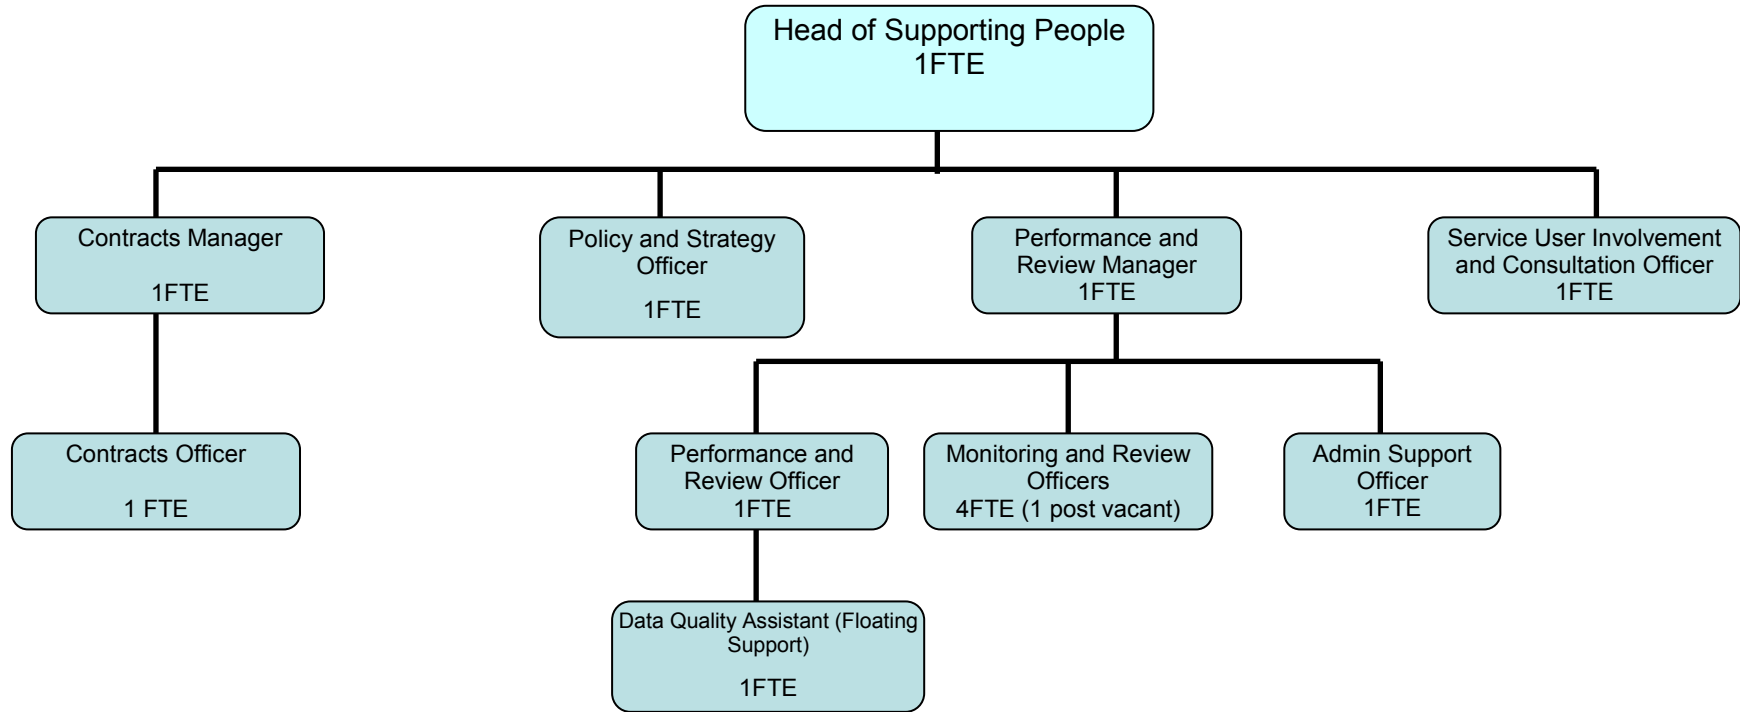 Head of Supporting People
1FTE
Contracts Manager
1FTE
Policy and Strategy
Officer
1FTE
Performance and
Review Manager
1FTE
Service User Involvement
and Consultation Officer
1FTE
Contracts Officer
1 FTE
Performance and
Review Officer
1FTE
Monitoring and Review
Officers
4FTE (1 post vacant)
Admin Support
Officer
1FTE
Data Quality Assistant (Floating
Support)
1FTE